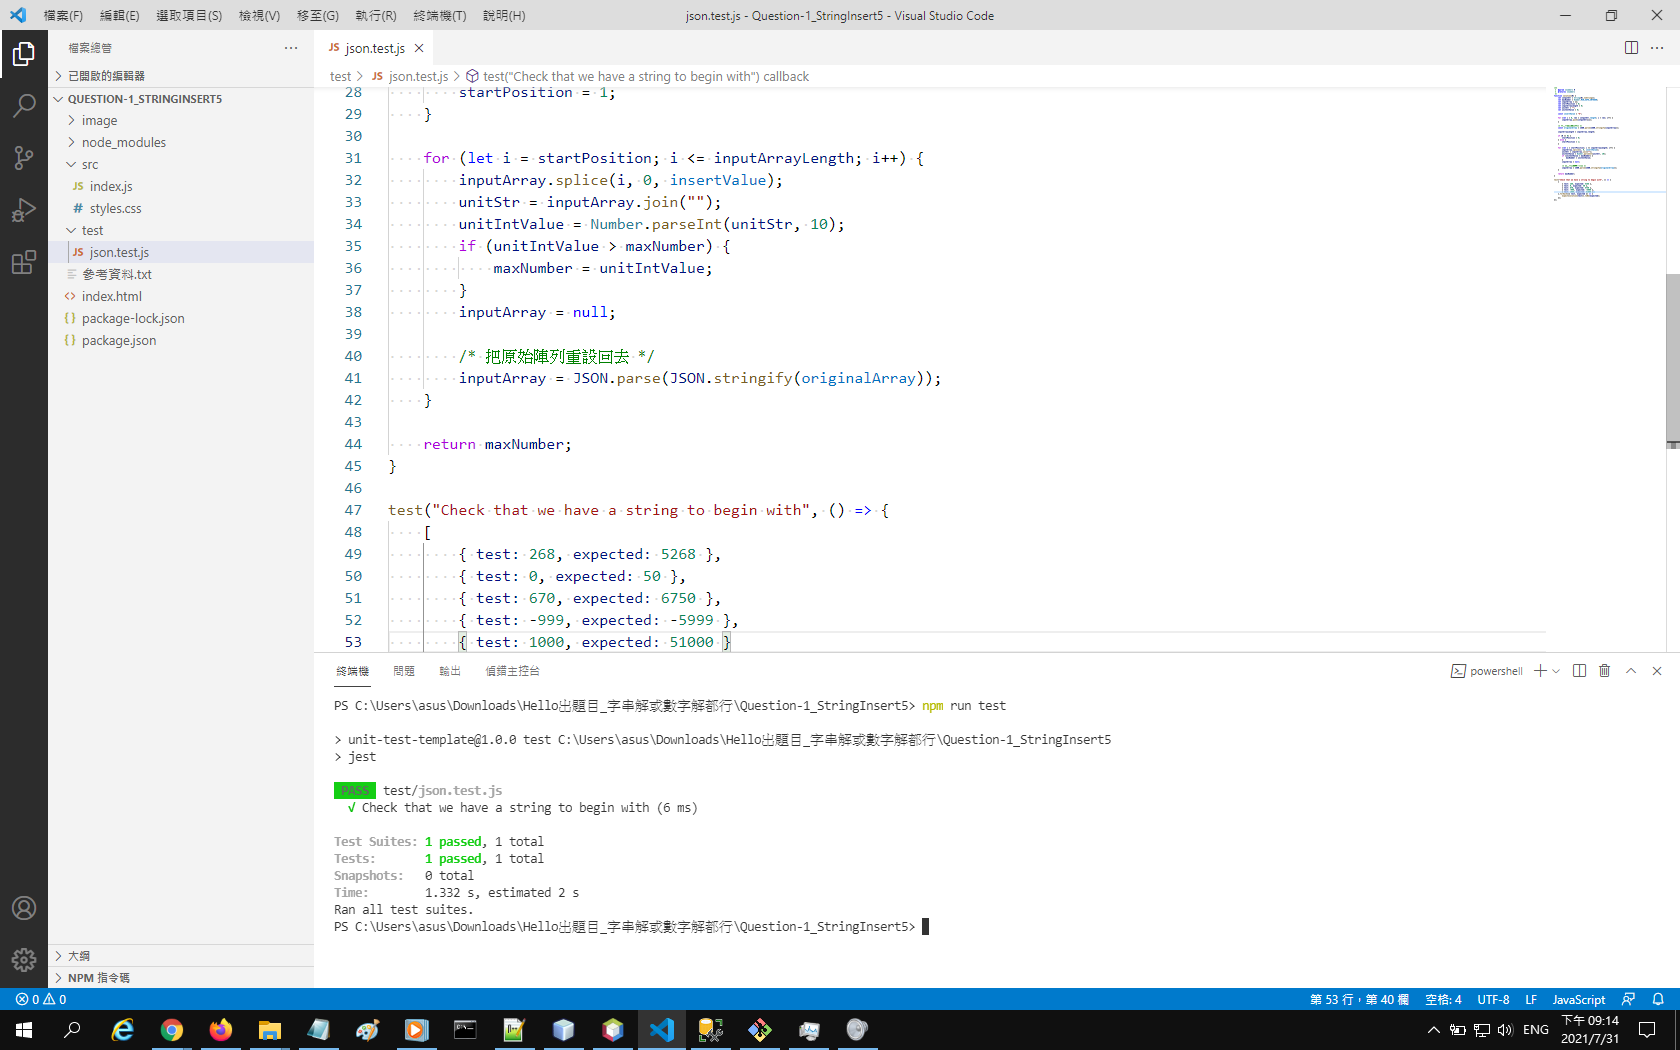 檔案(F) 編輯(E) 選取項目(S) 檢視(V) 移至(G) 執行(R) 終端機(T) 說明(H)
json.test.js - Question-1_StringInsert5 - Visual Studio Code
檔案總管
已開啟的編輯器
QUESTION-1_STRINGINSERT5
image
node_modules
src
JS index.js
# styles.css
test
JS json.test.js
參考資料.txt
<> index.html
{} package-lock.json
{} package.json
大綱
NPM 指令碼
JS json.test.js
test > JS json.test.js > test("Check that we have a string to begin with") callback
28 startPosition = 1;
29 }
30
31 for (let i = startPosition; i <= inputArrayLength; i++) {
32 inputArray.splice(i, 0, insertValue);
33 unitStr = inputArray.join("");
34 unitIntValue = Number.parseInt(unitStr, 10);
35 if (unitIntValue > maxNumber) {
36 maxNumber = unitIntValue;
37 }
38 inputArray = null;
39
40 /* 把原始陣列重設回去 */
41 inputArray = JSON.parse(JSON.stringify(originalArray));
42 }
43
44 return maxNumber;
45 }
46
47 test("Check that we have a string to begin with", () => {
48 [
49 { test: 268, expected: 5268 },
50 { test: 0, expected: 50 },
51 { test: 670, expected: 6750 },
52 { test: -999, expected: -5999 },
53 { test: 1000, expected: 51000 }
終端機 問題 輸出 偵錯主控台
powershell
PS C:\Users\asus\Downloads\Hello出題目_字串解或數字解都行\Question-1_StringInsert5> npm run test
> unit-test-template@1.0.0 test C:\Users\asus\Downloads\Hello出題目_字串解或數字解都行\Question-1_StringInsert5
> jest
PASS test/json.test.js
√ Check that we have a string to begin with (6 ms)
Test Suites: 1 passed, 1 total
Tests: 1 passed, 1 total
Snapshots: 0 total
Time: 1.332 s, estimated 2 s
Ran all test suites.
PS C:\Users\asus\Downloads\Hello出題目_字串解或數字解都行\Question-1_StringInsert5>
0 0
第 53 行，第 40 欄 空格: 4 UTF-8 LF JavaScript
ENG
下午 09:14
2021/7/31